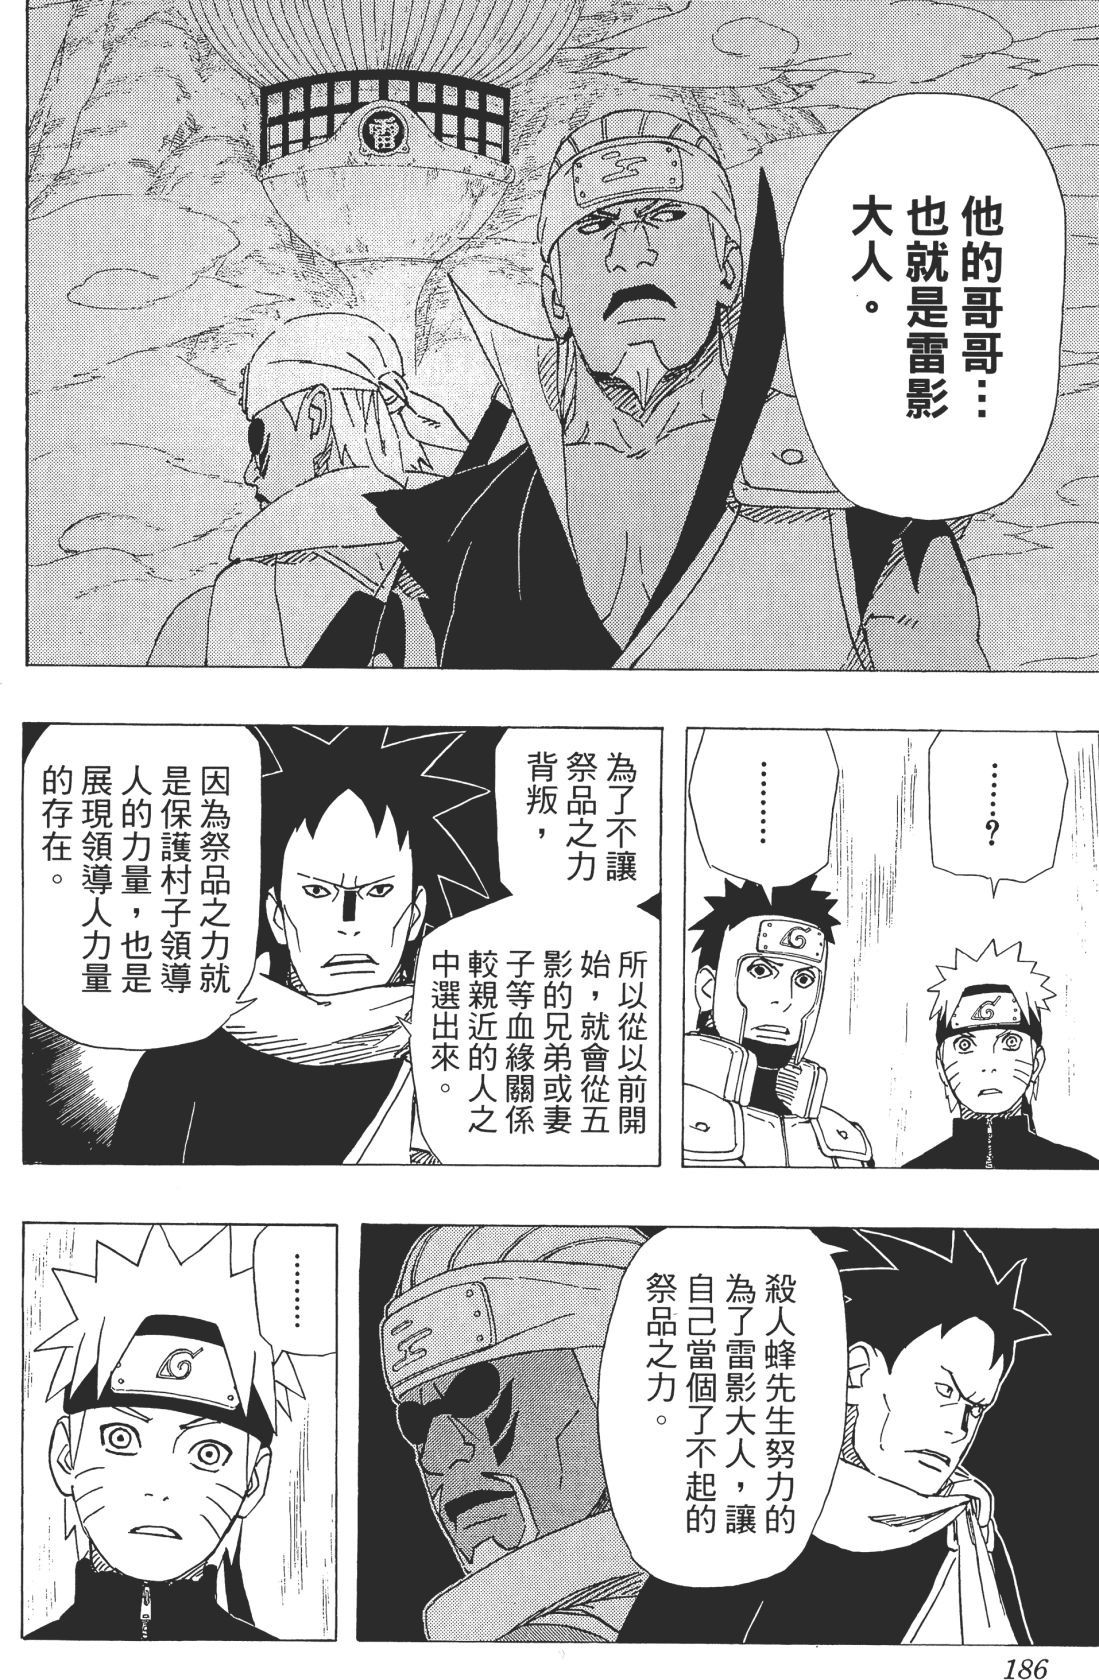 雷
他的哥哥…
也就是雷影
大人。
……?
………
為了不讓
祭品之力
背叛，
所以從以前開
始，就會從五
影的兄弟或妻
子等血緣關係
較親近的人之
中選出來。
因為祭品之力就
是保護村子領導
人的力量，也是
展現領導人力量
的存在。
殺人蜂先生努力的
為了雷影大人，讓
自己當個了不起的
祭品之力。
………
186